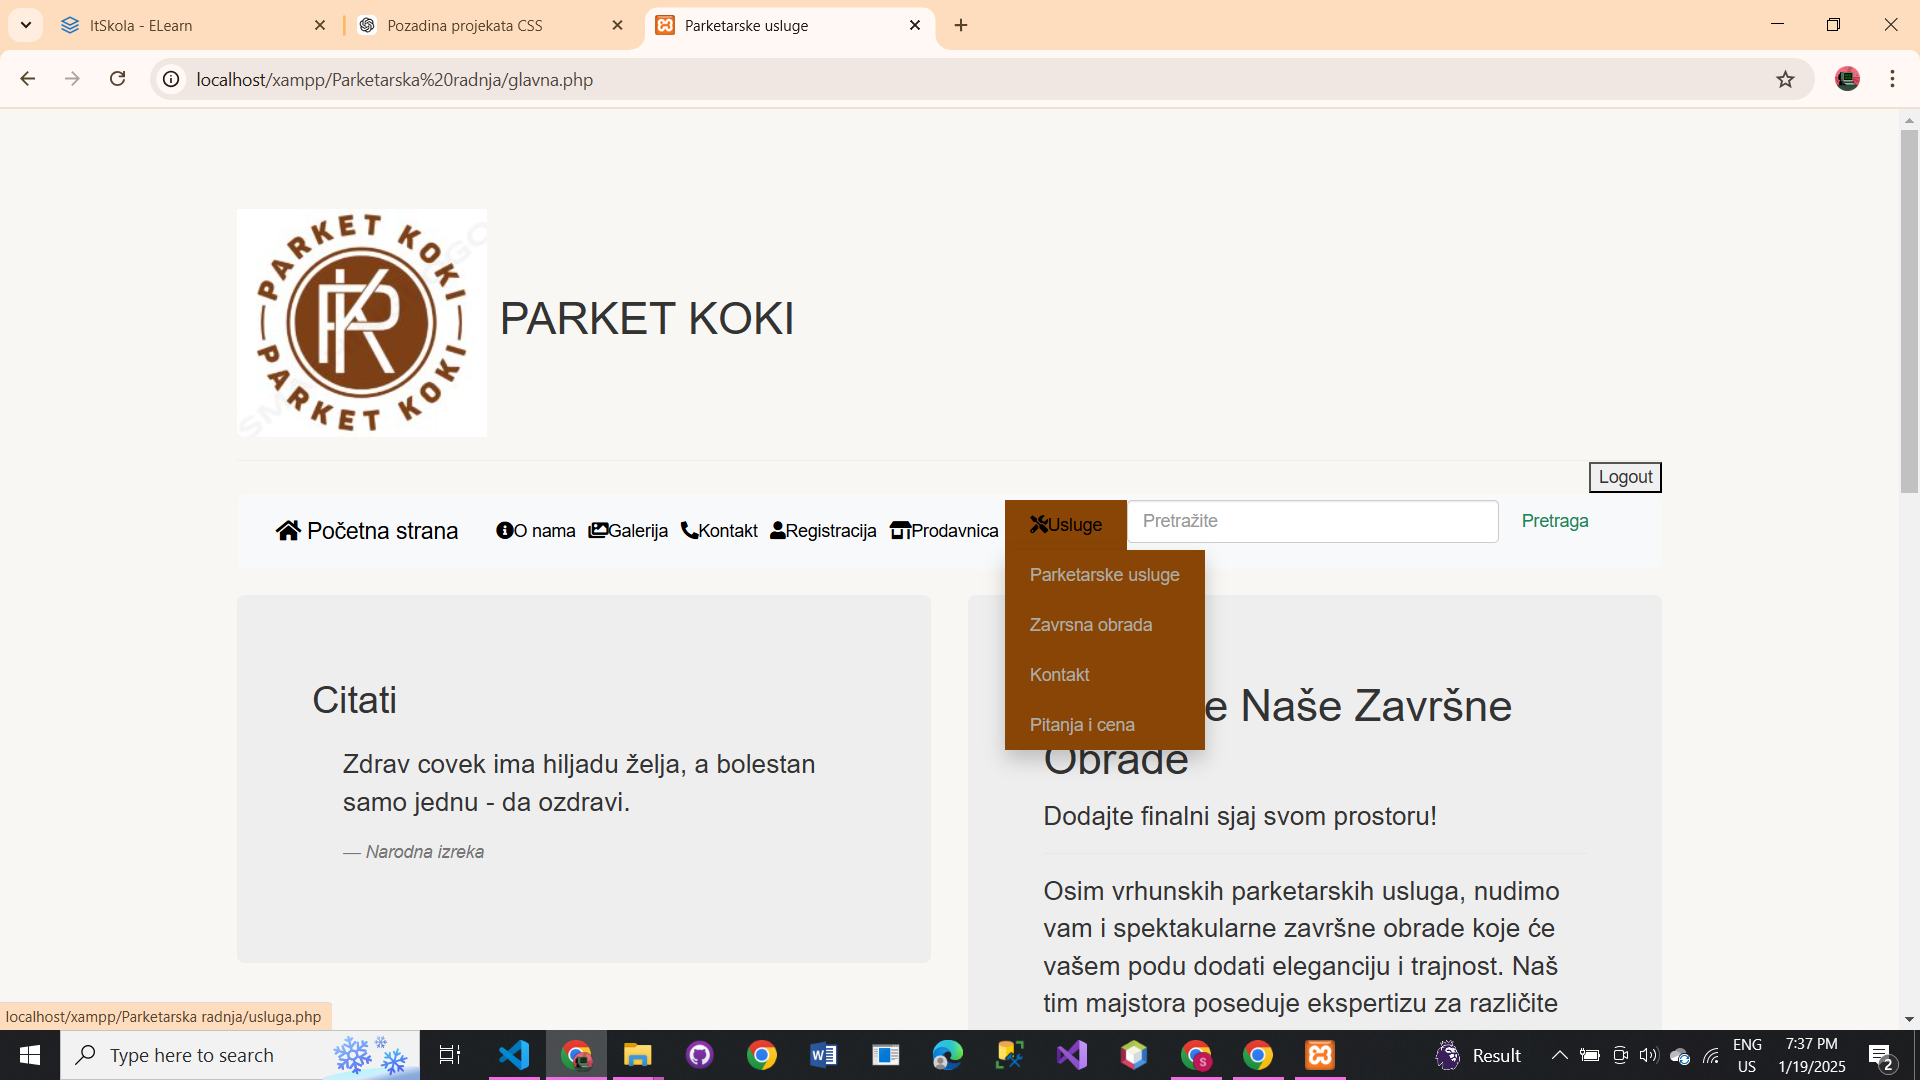 ItSkola - ELearn
Pozadina projekata CSS
Parketarske usluge
localhost/xampp/Parketarska%20radnja/glavna.php
PARKET KOKI
PARKET KOKI
PARKET KOKI
Logout
Početna strana
O nama
Galerija
Kontakt
Registracija
Prodavnica
Usluge
Pretražite
Pretraga
Parketarske usluge
Zavrsna obrada
Kontakt
Pitanja i cena
Citati
Zdrav covek ima hiljadu želja, a bolestan
samo jednu - da ozdravi.
— Narodna izreka
e Naše Završne
Obrade
Dodajte finalni sjaj svom prostoru!
Osim vrhunskih parketarskih usluga, nudimo
vam i spektakularne završne obrade koje će
vašem podu dodati eleganciju i trajnost. Naš
tim majstora poseduje ekspertizu za različite
localhost/xampp/Parketarska radnja/usluga.php
Type here to search
Result
ENG
US
7:37 PM
1/19/2025
2